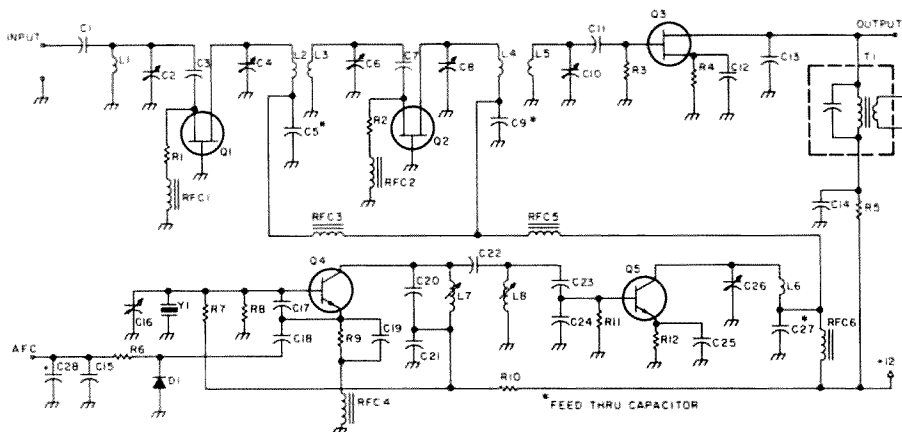 INPUT
C1
L1
C2
C3
C4
L2
L3
C6
C7
C8
L4
L5
C10
C11
Q3
OUTPUT
R3
R4
C12
C13
T1
R1
Q1
C5*
R2
Q2
C9*
RFC1
RFC2
C14
R5
RFC3
RFC5
Q4
C22
Q5
C20
L7
L8
C23
C26
L6
C16
Y1
R7
R8
C17
C18
R9
C19
C21
C24
R11
R12
C25
C27*
RFC6
AFC
R6
*C28
C15
D1
RFC4
R10
+12
*FEED THRU CAPACITOR